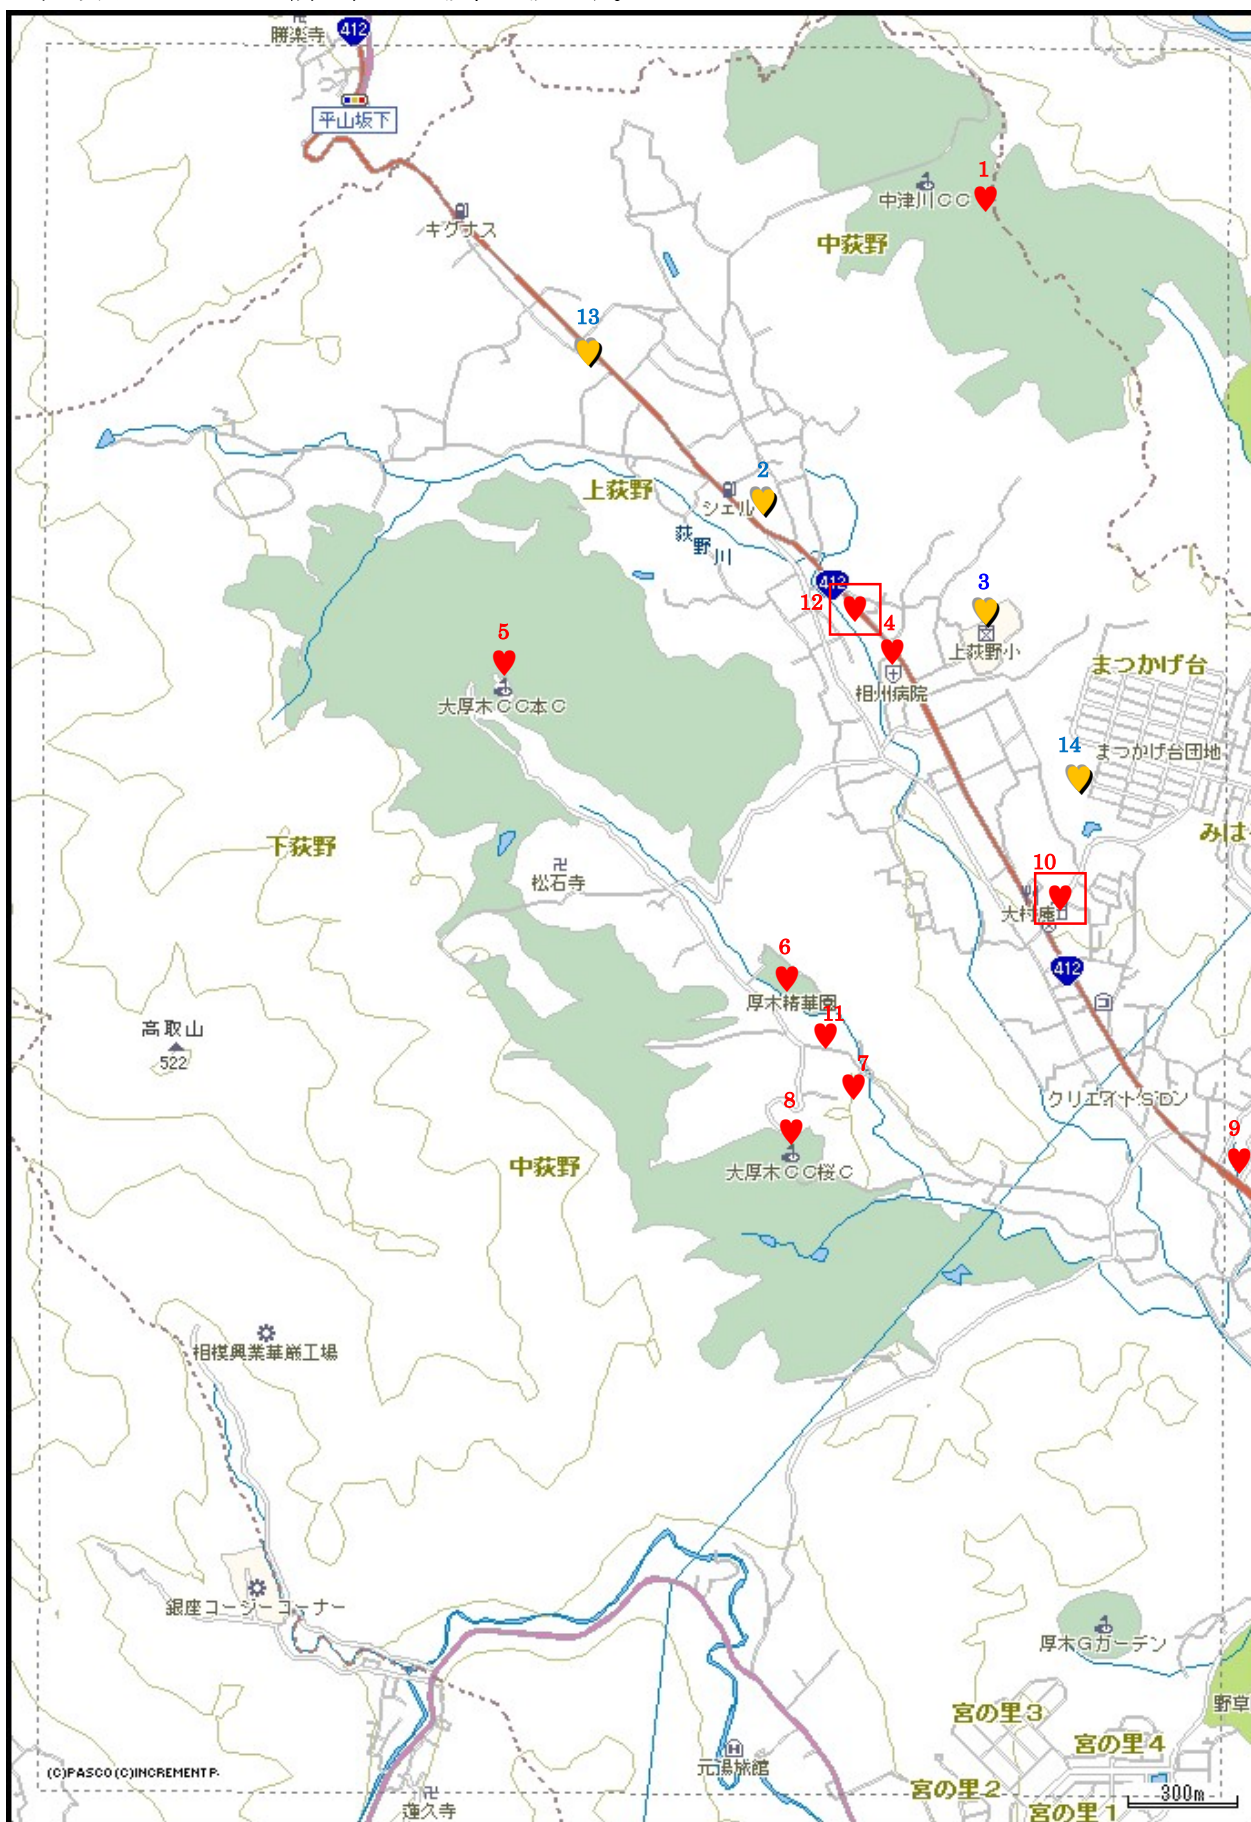 勝楽寺
412
平山坂下
1
中津川CC
キグナス
中荻野
13
2
上荻野
シェル
荻野川
412
3
12
4
上荻野小
5
まつかげ台
相州病院
大厚木CC本C
14
まつかげ台団地
下荻野
みは
10
松石寺
大村庵
6
412
厚木精華園
11
高取山
522
7
クリエイトSDン
8
9
中荻野
大厚木CC桜C
相模興業華厳工場
銀座コージーコーナー
厚木Gガーデン
野草
宮の里3
宮の里4
元湯旅館
(C)PASCO(C)INCREMENT P.
宮の里2
300m
蓮久寺
宮の里1